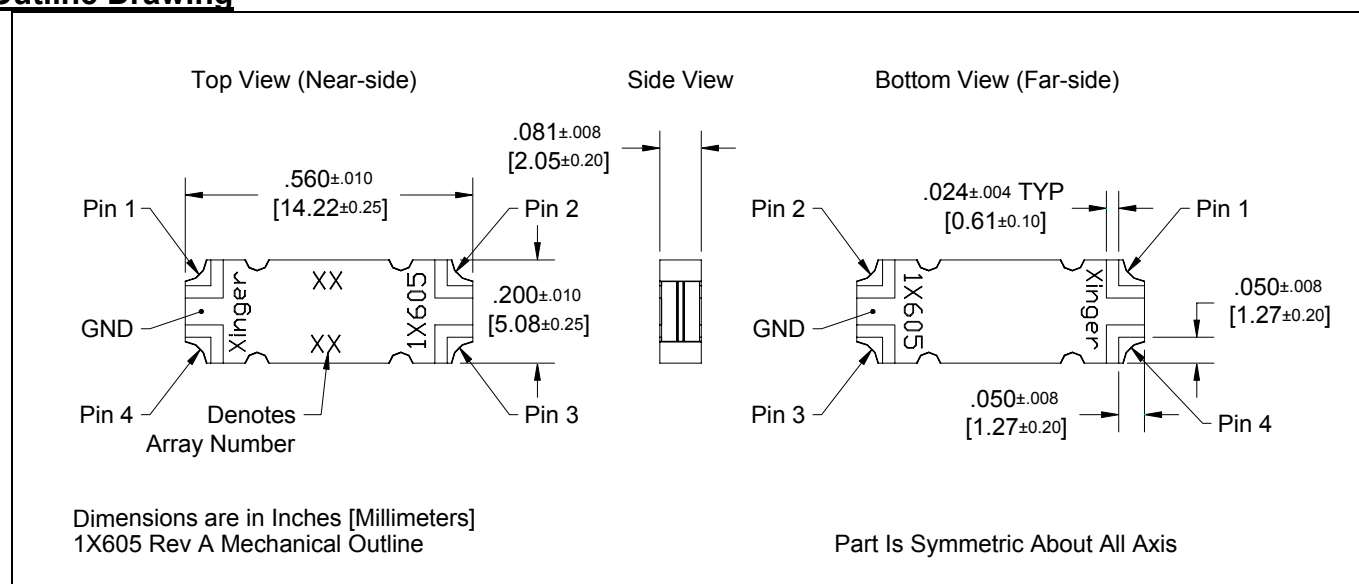 Outline Drawing
Top View (Near-side)
Side View
Bottom View (Far-side)
.081±.008
[2.05±0.20]
.560±.010
[14.22±0.25]
.024±.004 TYP
[0.61±0.10]
Pin 1
Pin 2
Pin 2
Pin 1
Xinger
XX
1X605
.200±.010
[5.08±0.25]
1X605
Xinger
.050±.008
[1.27±0.20]
GND
XX
GND
Pin 4
Denotes
Array Number
Pin 3
Pin 3
.050±.008
[1.27±0.20]
Pin 4
Dimensions are in Inches [Millimeters]
1X605 Rev A Mechanical Outline
Part Is Symmetric About All Axis